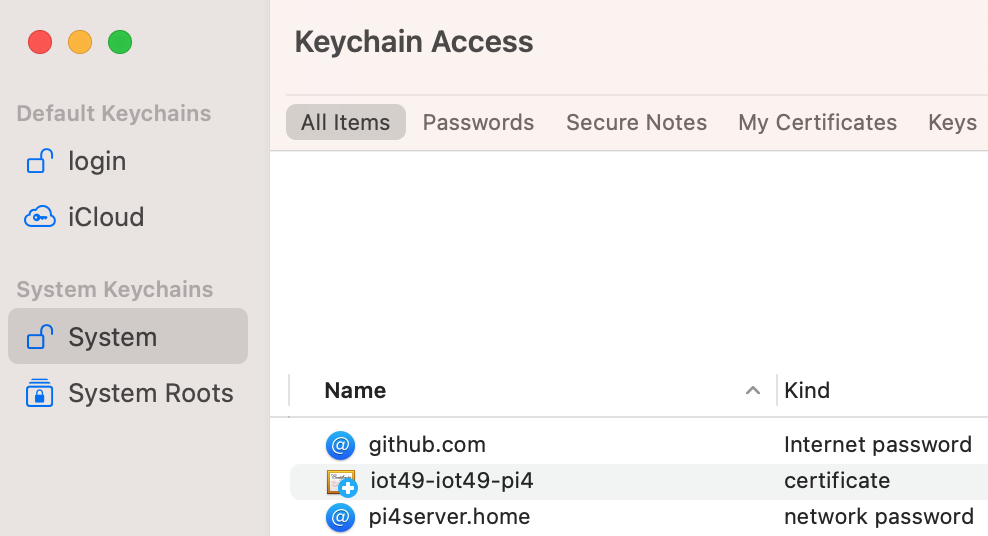 Keychain Access
Default Keychains
login
iCloud
System Keychains
System
System Roots
All Items Passwords Secure Notes My Certificates Keys
Name Kind
github.com Internet password
iot49-iot49-pi4 certificate
pi4server.home network password